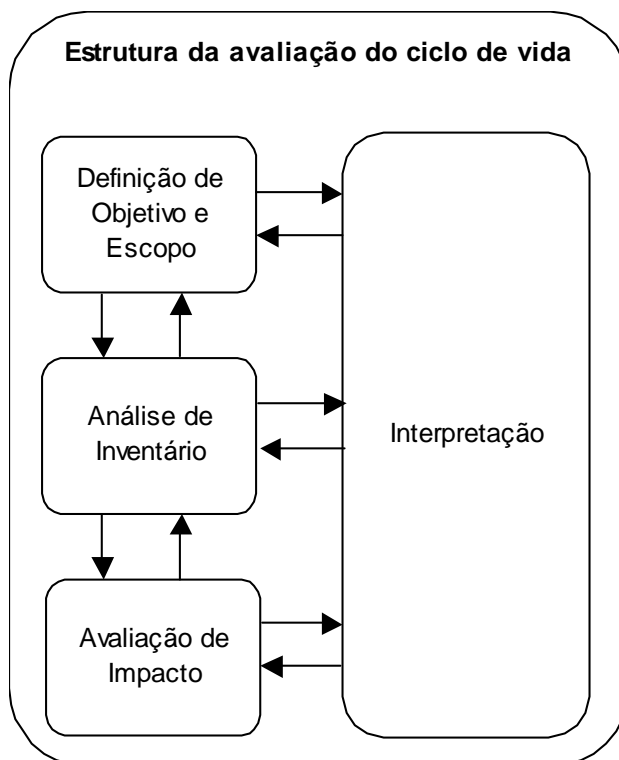 Estrutura da avaliação do ciclo de vida
Definição de
Objetivo e
Escopo
Análise de
Inventário
Interpretação
Avaliação de
Impacto